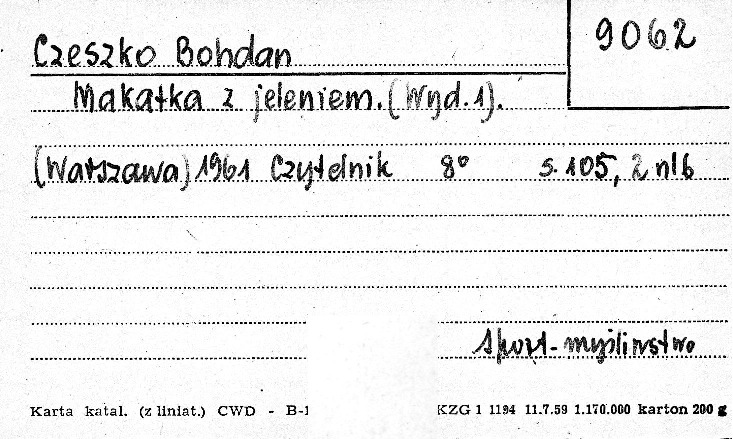 9062
Czeszko Bohdan
Makatka z jeleniem. (Wyd. 1).
(Warszawa) 1961 Czytelnik 8° s. 105, 2 nlb
Sport - myślistwo
Karta katal. (z liniat.) CWD - B-1 KZG 1 1194 11.7.59 1.170.000 karton 200 g